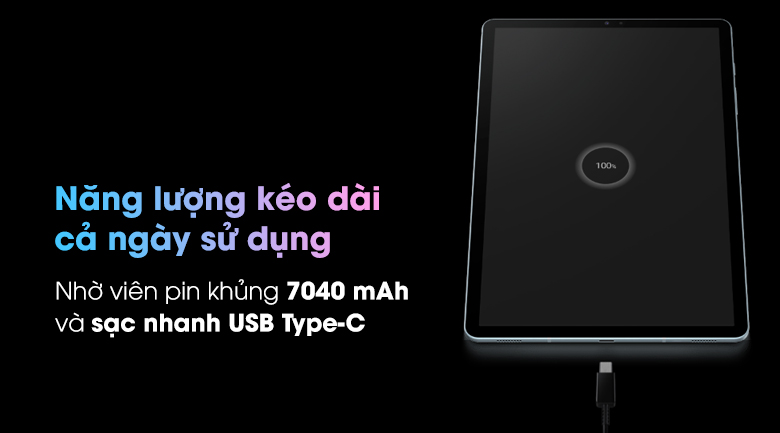 Năng lượng kéo dài
cả ngày sử dụng
Nhờ viên pin khủng 7040 mAh
và sạc nhanh USB Type-C
100%